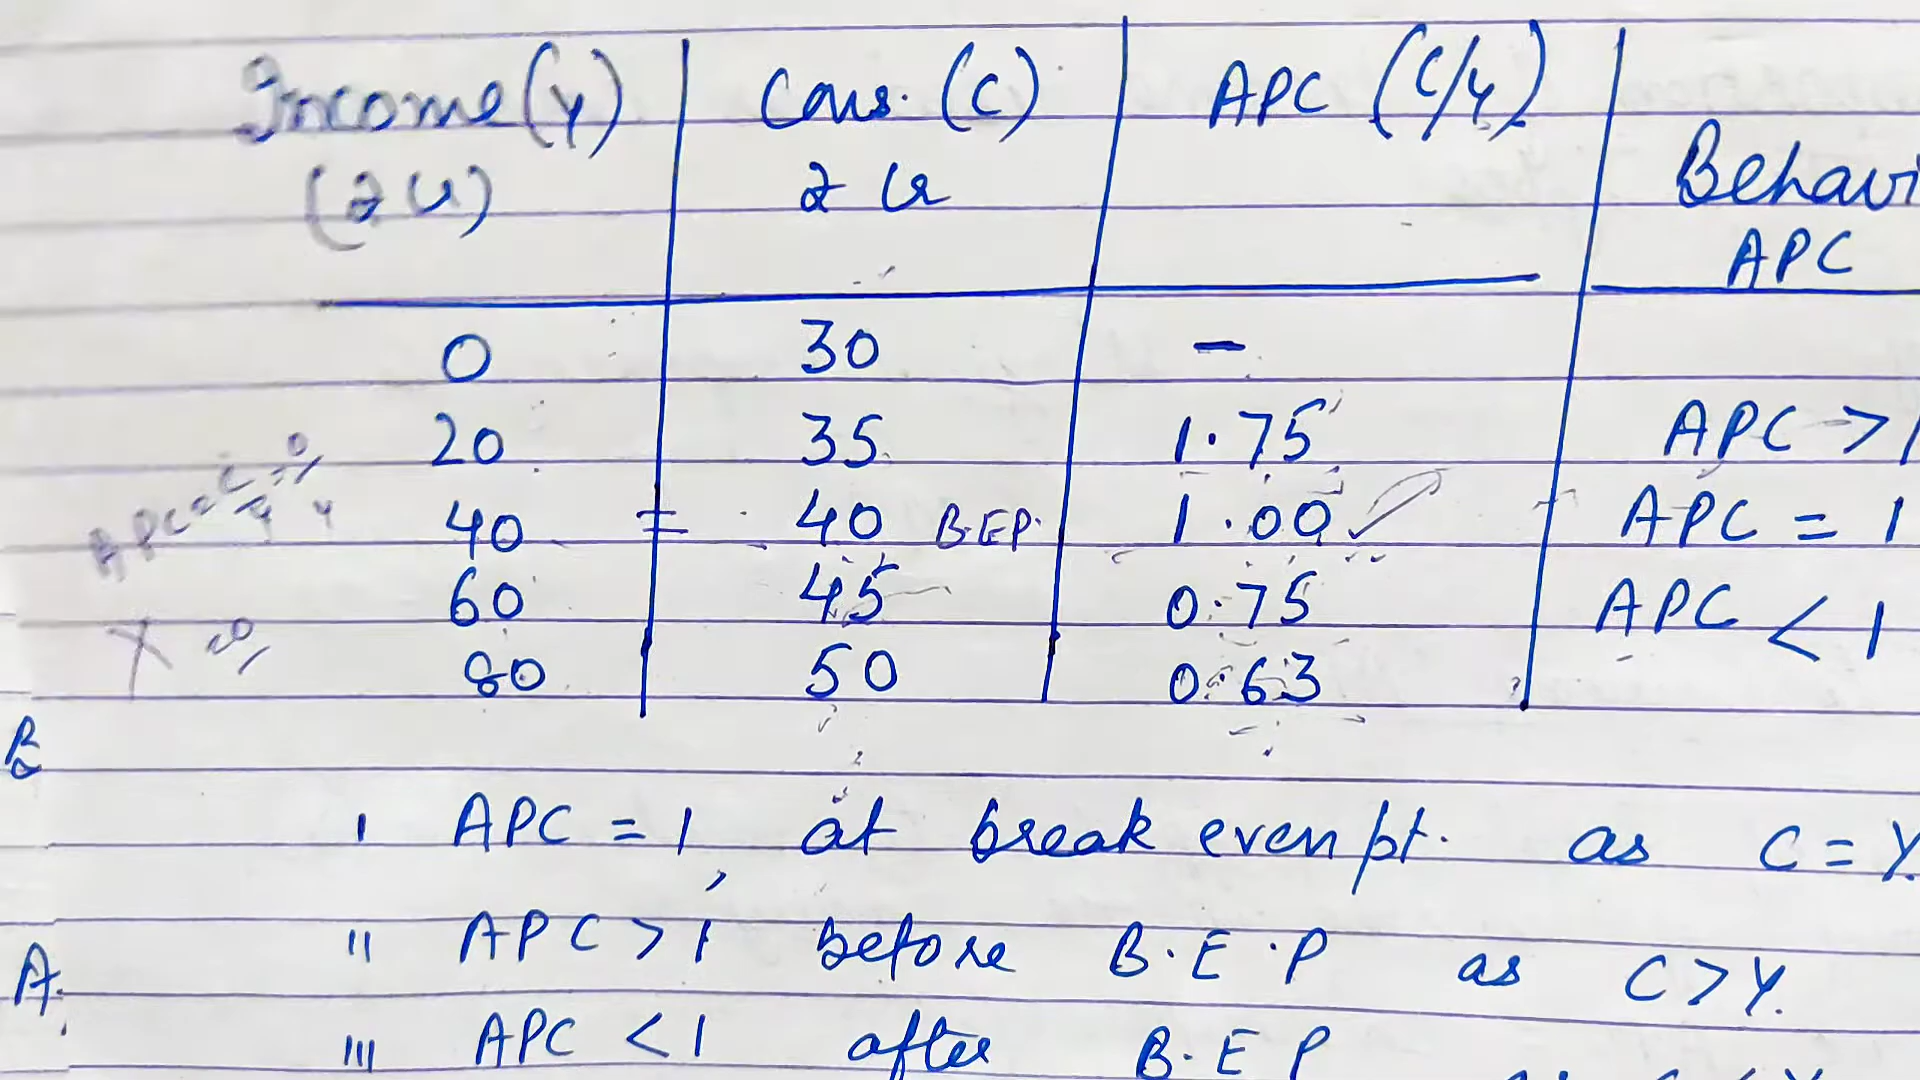 Income (Y) Cons. (C) APC (C/Y)
(₹ Cr) ₹ Cr Behavi
APC
0 30 -
20 35 1.75 APC > 1
40 = 40 B.E.P. 1.00 ✓ APC = 1
60 45 0.75 APC < 1
80 50 0.63
APC =
B
I APC = 1, at break even pt. as C = Y.
II APC > 1 before B.E.P as C > Y.
A.
III APC < 1 after B.E.P